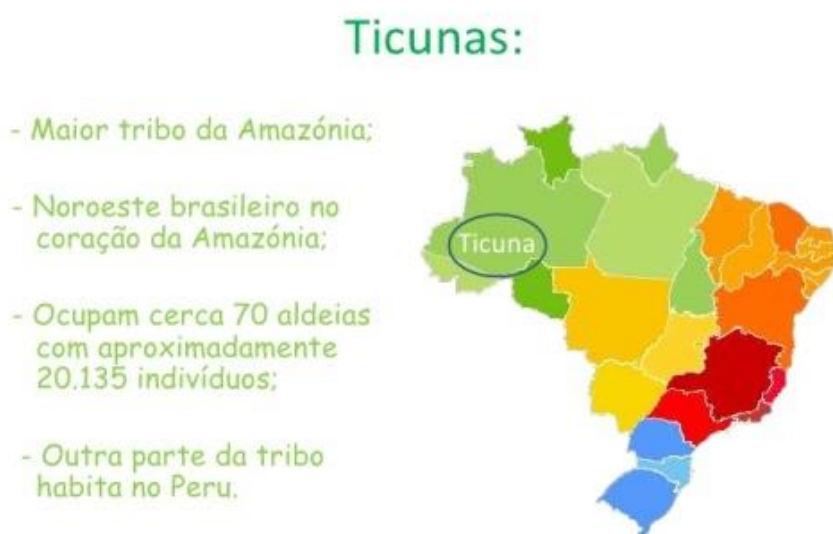 Ticunas:
- Maior tribo da Amazónia;
- Noroeste brasileiro no
coração da Amazónia;
- Ocupam cerca 70 aldeias
com aproximadamente
20.135 indivíduos;
- Outra parte da tribo
habita no Peru.
Ticuna